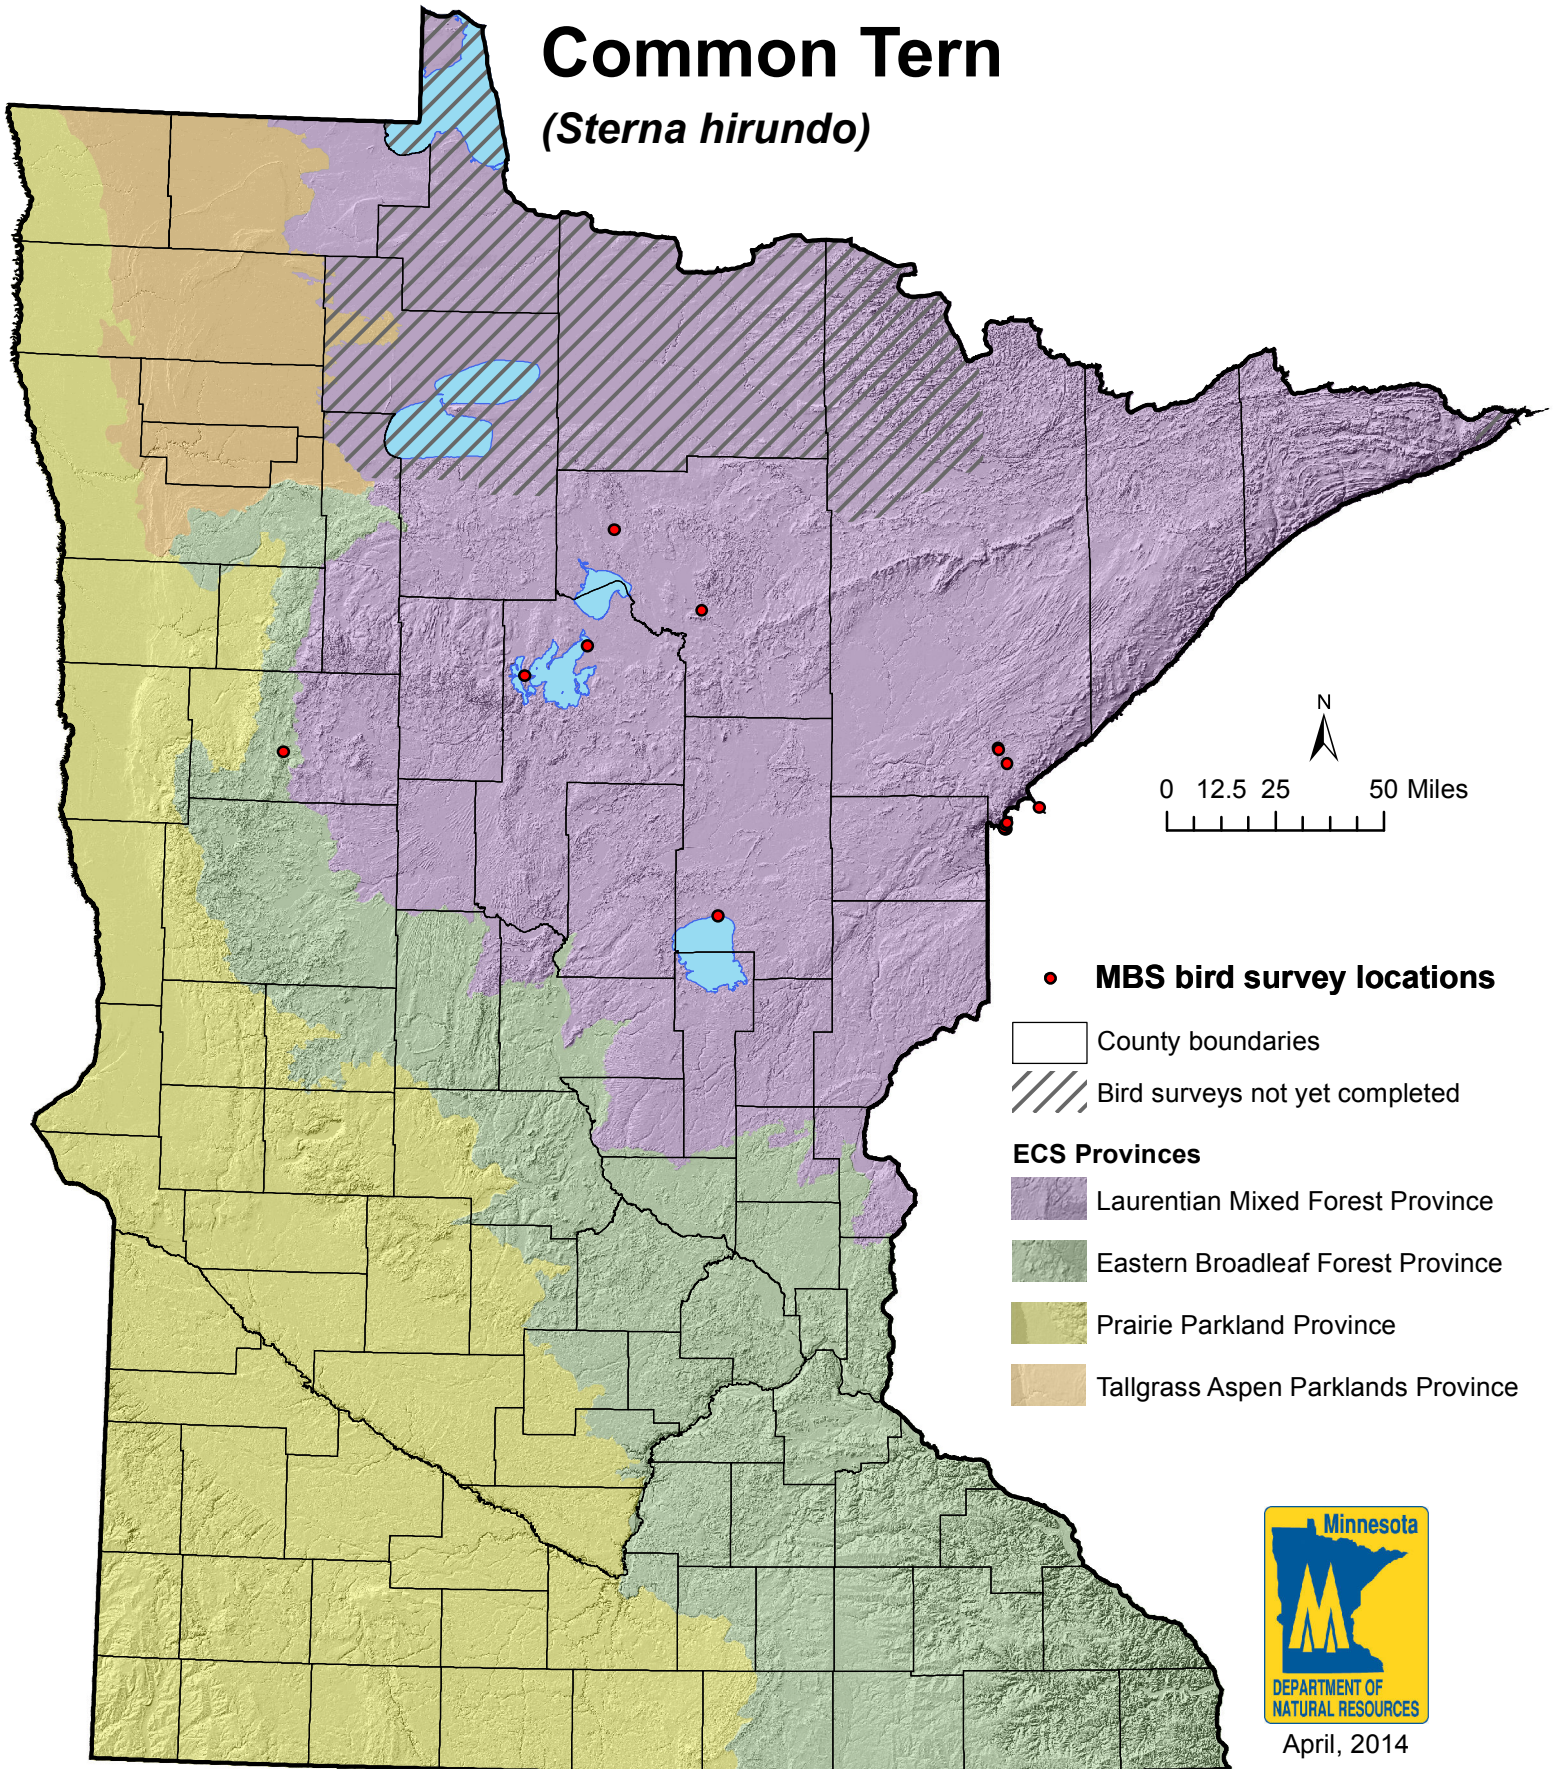 Common Tern
(Sterna hirundo)
N
0 12.5 25 50 Miles
MBS bird survey locations
County boundaries
Bird surveys not yet completed
ECS Provinces
Laurentian Mixed Forest Province
Eastern Broadleaf Forest Province
Prairie Parkland Province
Tallgrass Aspen Parklands Province
Minnesota
DEPARTMENT OF
NATURAL RESOURCES
April, 2014